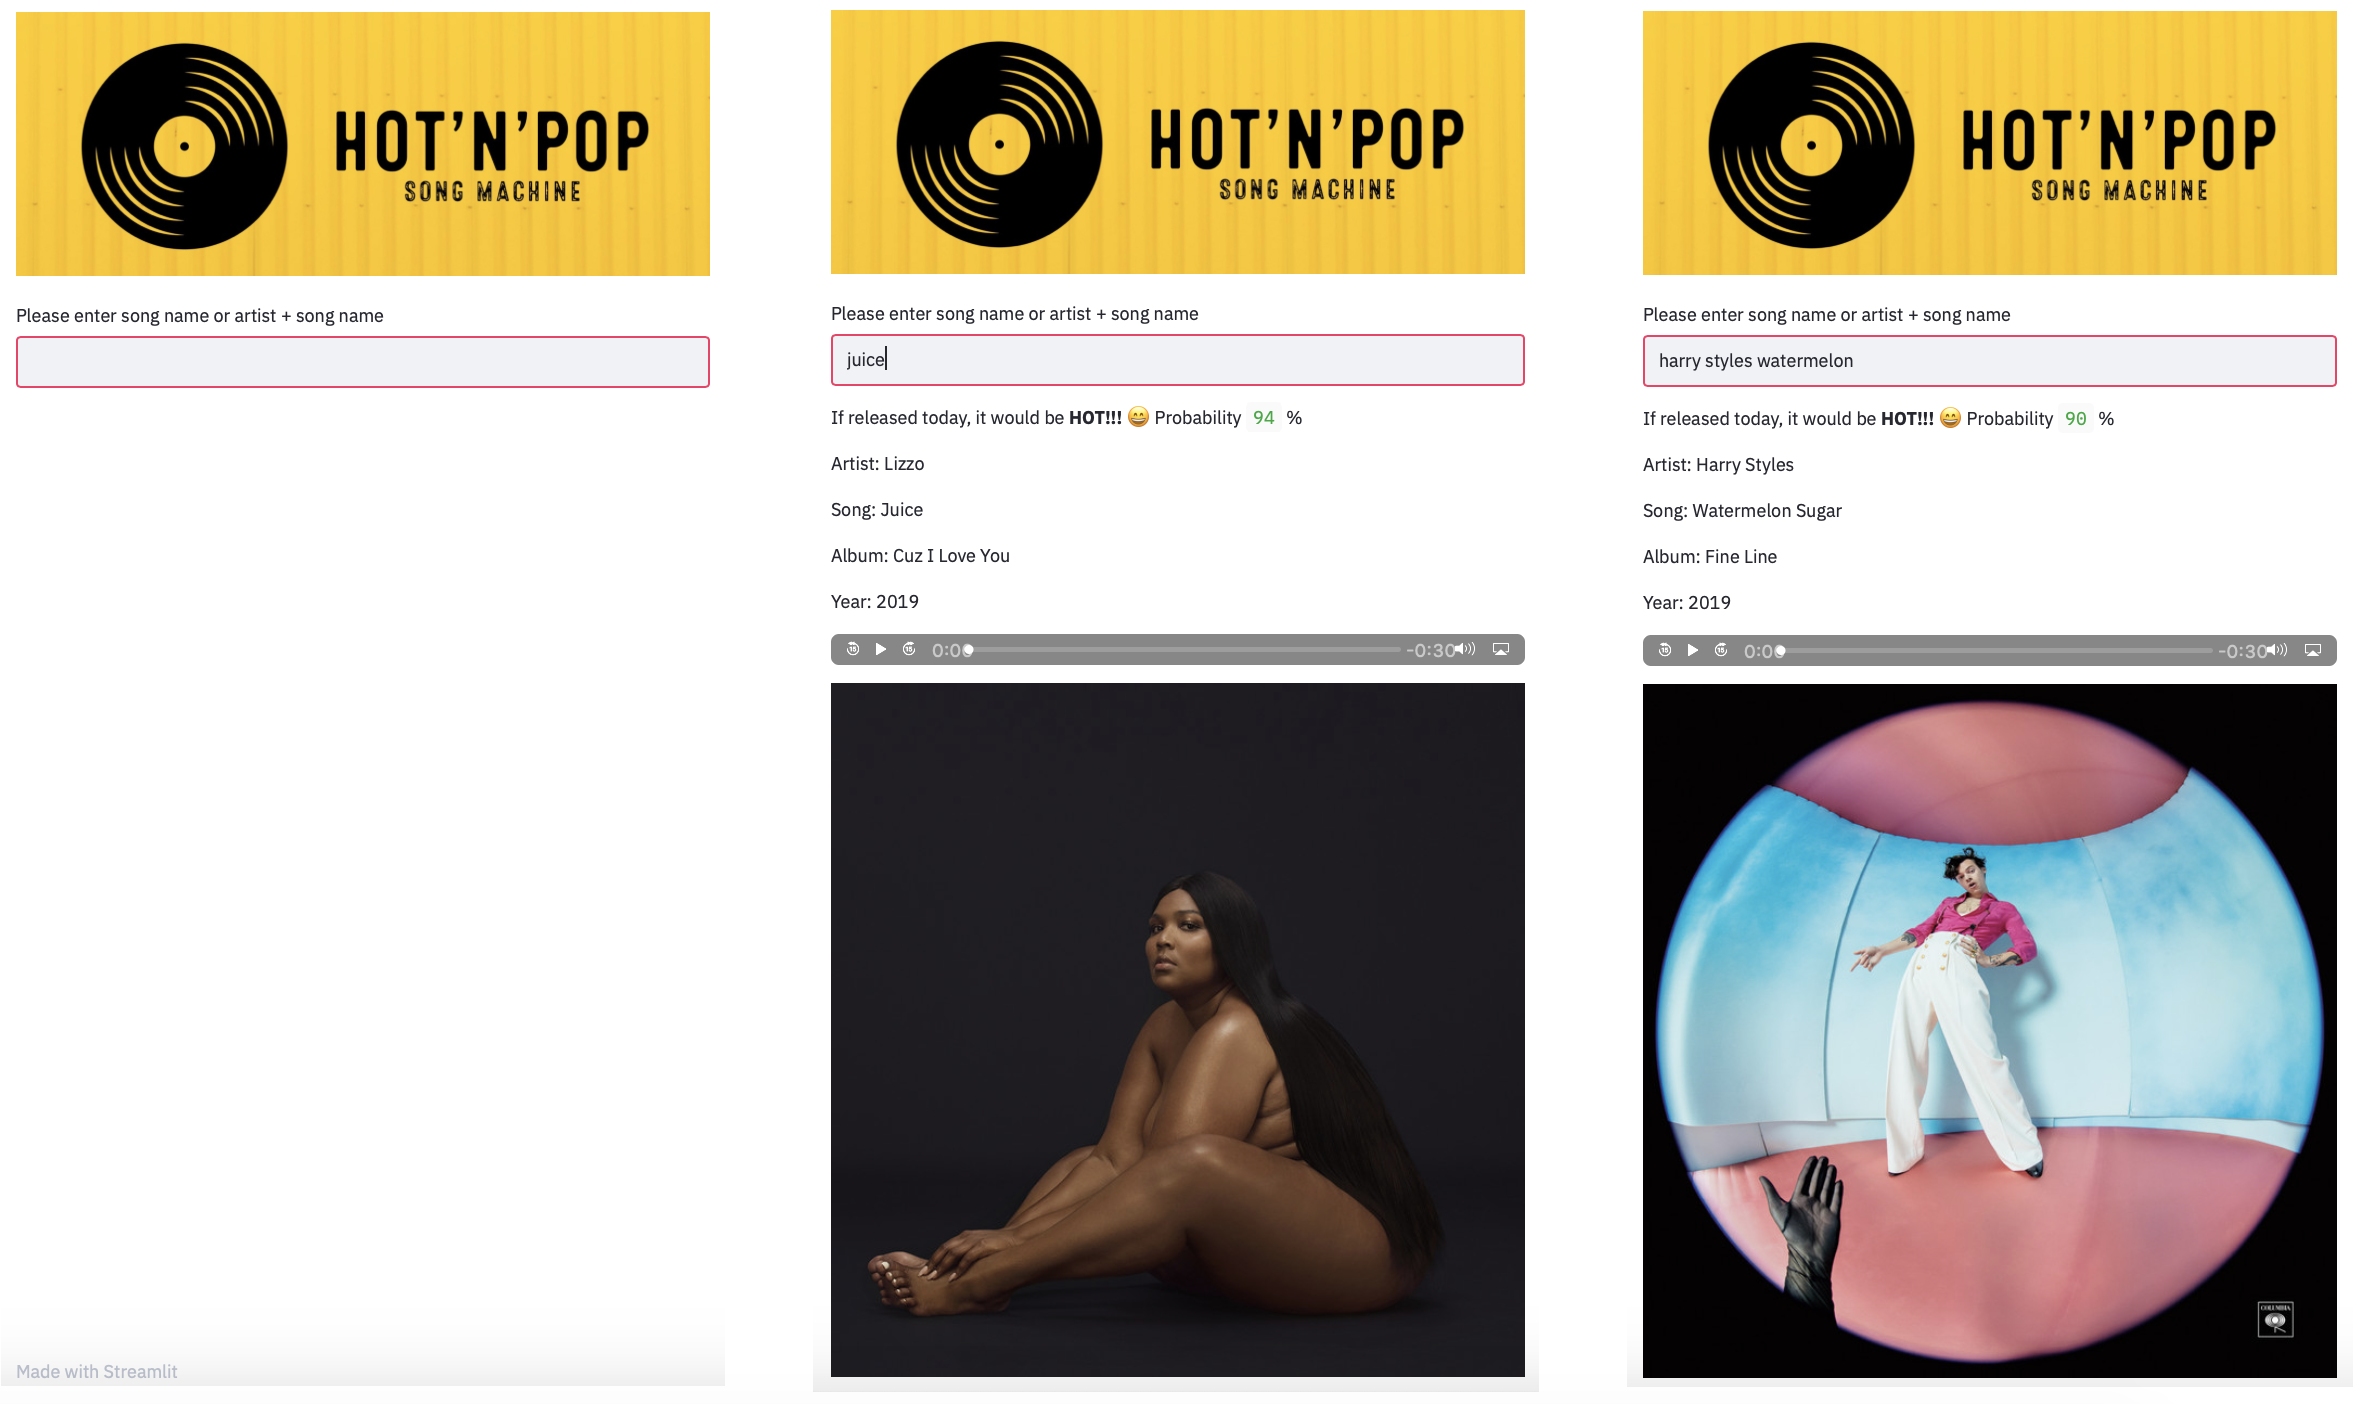 HOT'N'POP
SONG MACHINE
Please enter song name or artist + song name
Made with Streamlit
HOT'N'POP
SONG MACHINE
Please enter song name or artist + song name
juice
If released today, it would be HOT!!! 😄 Probability 94 %
Artist: Lizzo
Song: Juice
Album: Cuz I Love You
Year: 2019
15 15 0:00 -0:30
HOT'N'POP
SONG MACHINE
Please enter song name or artist + song name
harry styles watermelon
If released today, it would be HOT!!! 😄 Probability 90 %
Artist: Harry Styles
Song: Watermelon Sugar
Album: Fine Line
Year: 2019
15 15 0:00 -0:30
COLUMBIA